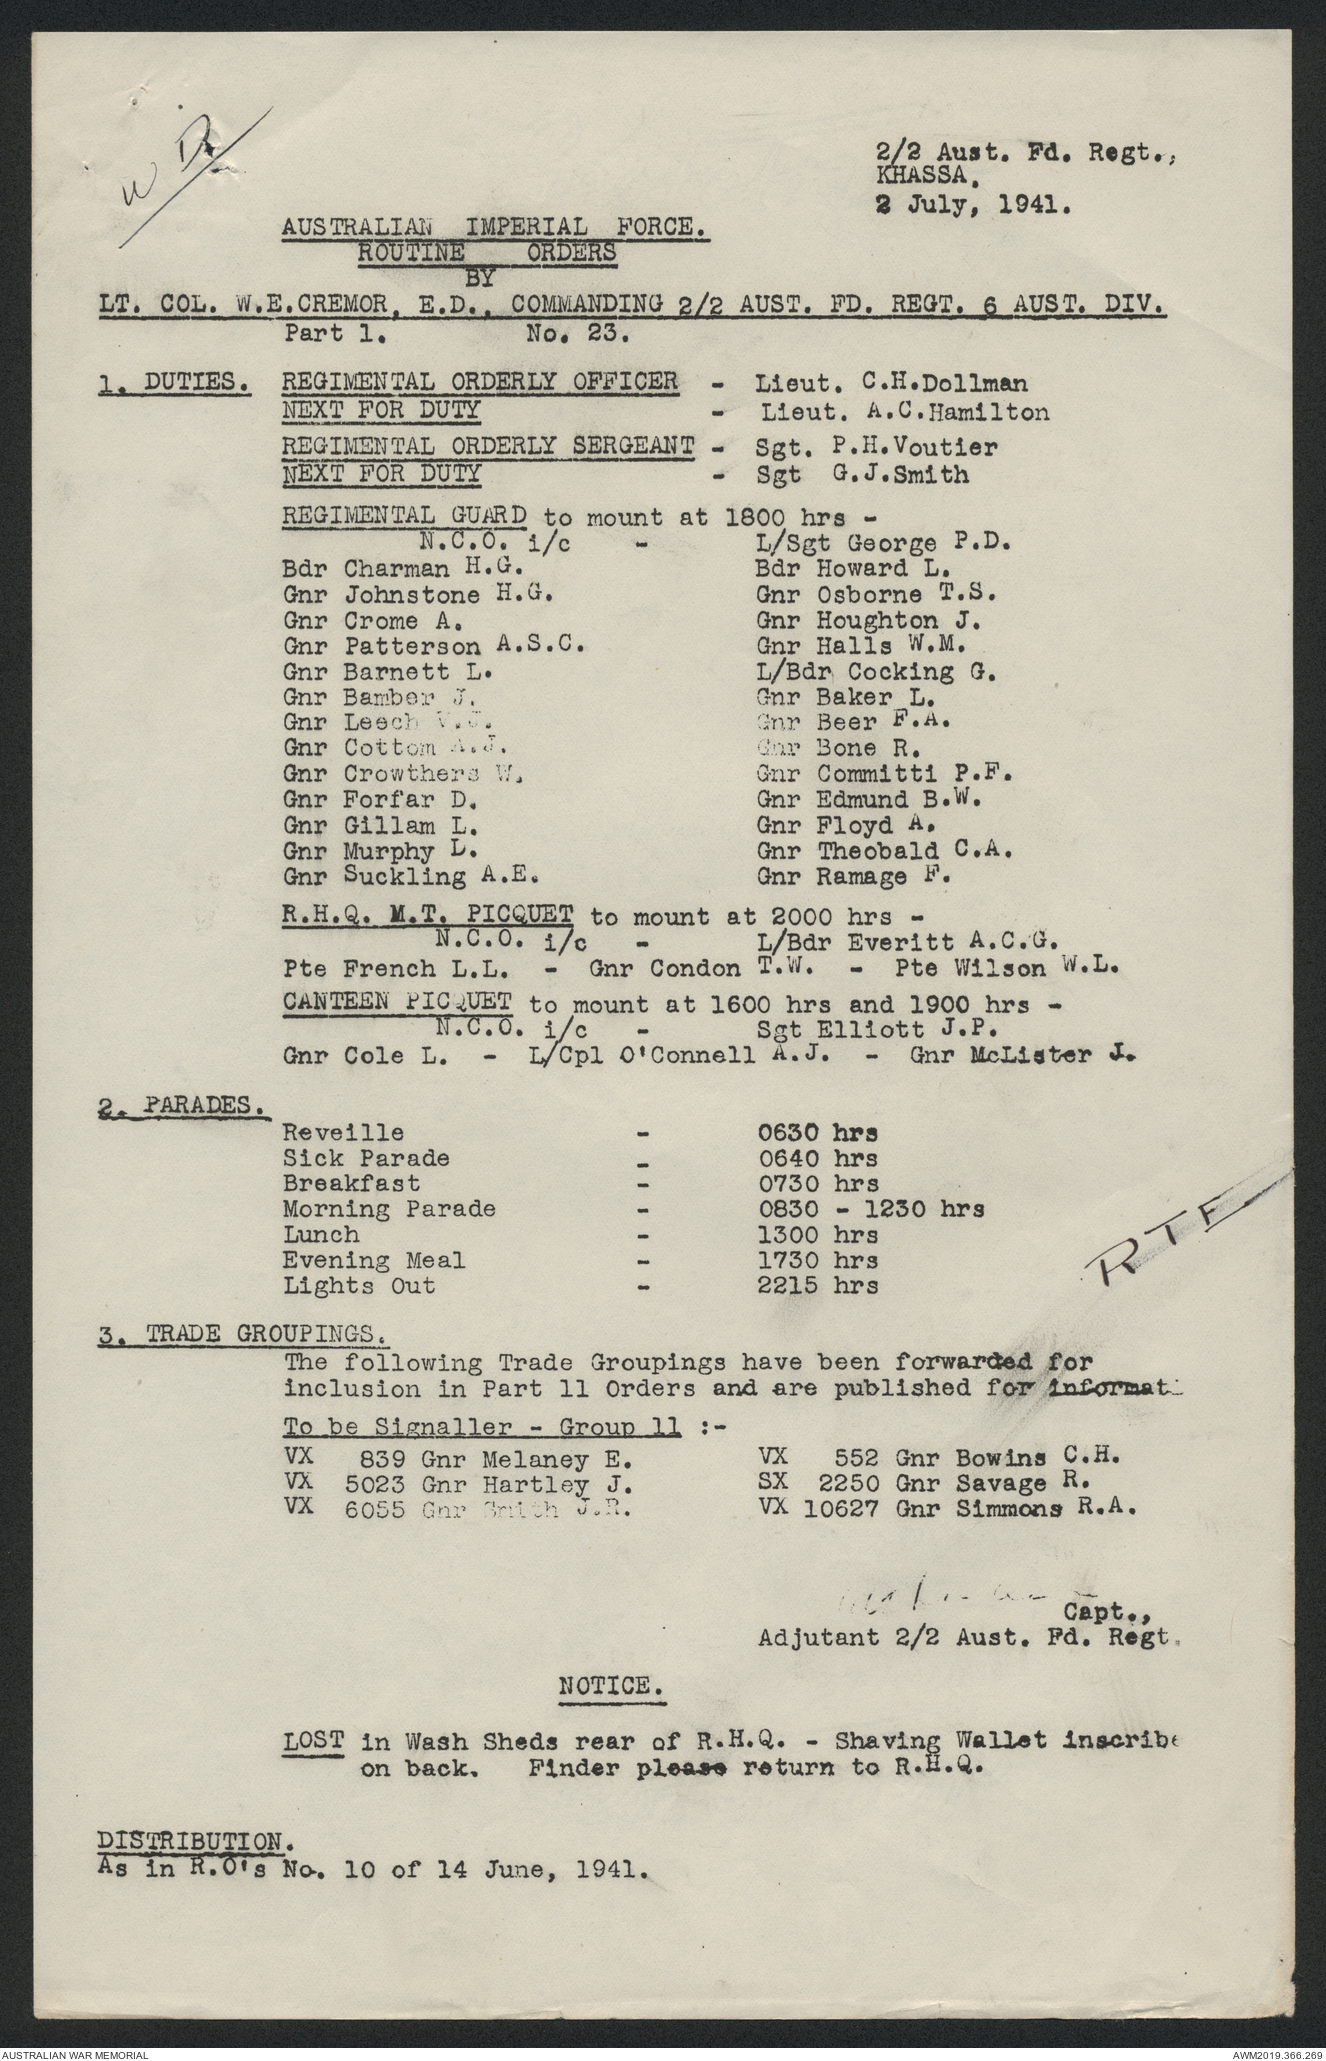 W D.
2/2 Aust. Fd. Regt.,
KHASSA.
2 July, 1941.
AUSTRALIAN IMPERIAL FORCE.
ROUTINE ORDERS
BY
LT. COL. W.E.CREMOR, E.D., COMMANDING 2/2 AUST. FD. REGT. 6 AUST. DIV.
Part 1. No. 23.
1. DUTIES. REGIMENTAL ORDERLY OFFICER - Lieut. C.H.Dollman
NEXT FOR DUTY - Lieut. A.C.Hamilton
REGIMENTAL ORDERLY SERGEANT - Sgt. P.H.Voutier
NEXT FOR DUTY - Sgt G.J.Smith
REGIMENTAL GUARD to mount at 1800 hrs -
N.C.O. i/c - L/Sgt George P.D.
Bdr Charman H.G. Bdr Howard L.
Gnr Johnstone H.G. Gnr Osborne T.S.
Gnr Crome A. Gnr Houghton J.
Gnr Patterson A.S.C. Gnr Halls W.M.
Gnr Barnett L. L/Bdr Cocking G.
Gnr Bamber J. Gnr Baker L.
Gnr Leech V.J. Gnr Beer F.A.
Gnr Cottom A.J. Gnr Bone R.
Gnr Crowthers W. Gnr Committi P.F.
Gnr Forfar D. Gnr Edmund B.W.
Gnr Gillam L. Gnr Floyd A.
Gnr Murphy L. Gnr Theobald C.A.
Gnr Suckling A.E. Gnr Ramage F.
R.H.Q. M.T. PICQUET to mount at 2000 hrs -
N.C.O. i/c - L/Bdr Everitt A.C.G.
Pte French L.L. - Gnr Condon T.W. - Pte Wilson W.L.
CANTEEN PICQUET to mount at 1600 hrs and 1900 hrs -
N.C.O. i/c - Sgt Elliott J.P.
Gnr Cole L. - L/Cpl O'Connell A.J. - Gnr McLister J.
2. PARADES.
Reveille - 0630 hrs
Sick Parade - 0640 hrs
Breakfast - 0730 hrs
Morning Parade - 0830 - 1230 hrs
Lunch - 1300 hrs
Evening Meal - 1730 hrs
Lights Out - 2215 hrs
RTF
3. TRADE GROUPINGS.
The following Trade Groupings have been forwarded for
inclusion in Part 11 Orders and are published for informati
To be Signaller - Group 11 :-
VX 839 Gnr Melaney E. VX 552 Gnr Bowins C.H.
VX 5023 Gnr Hartley J. SX 2250 Gnr Savage R.
VX 6055 Gnr Smith J.R. VX 10627 Gnr Simmons R.A.
Capt.,
Adjutant 2/2 Aust. Fd. Regt.
NOTICE.
LOST in Wash Sheds rear of R.H.Q. - Shaving Wallet inscribe
on back. Finder please return to R.H.Q.
DISTRIBUTION.
As in R.O's No. 10 of 14 June, 1941.
AUSTRALIAN WAR MEMORIAL AWM2019.366.269